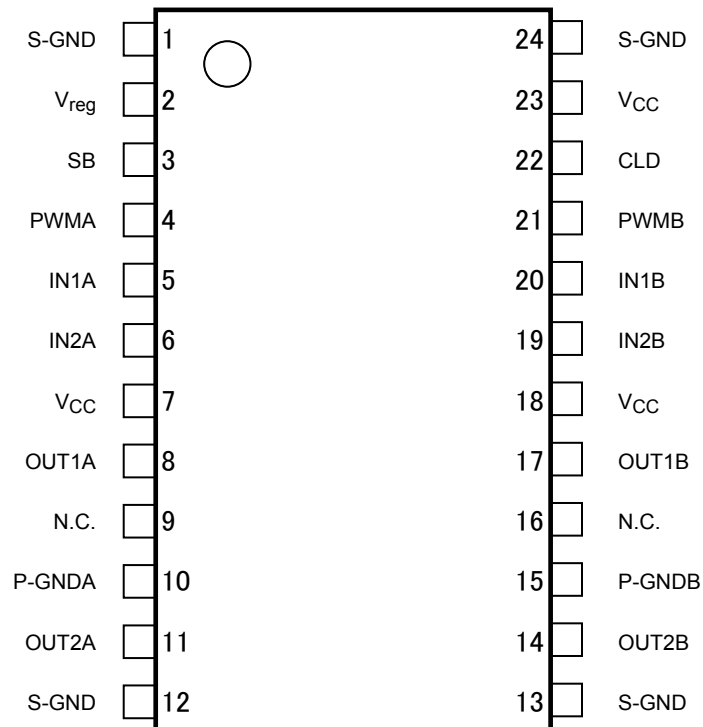 S-GND 1 24 S-GND
Vreg 2 23 VCC
SB 3 22 CLD
PWMA 4 21 PWMB
IN1A 5 20 IN1B
IN2A 6 19 IN2B
VCC 7 18 VCC
OUT1A 8 17 OUT1B
N.C. 9 16 N.C.
P-GNDA 10 15 P-GNDB
OUT2A 11 14 OUT2B
S-GND 12 13 S-GND